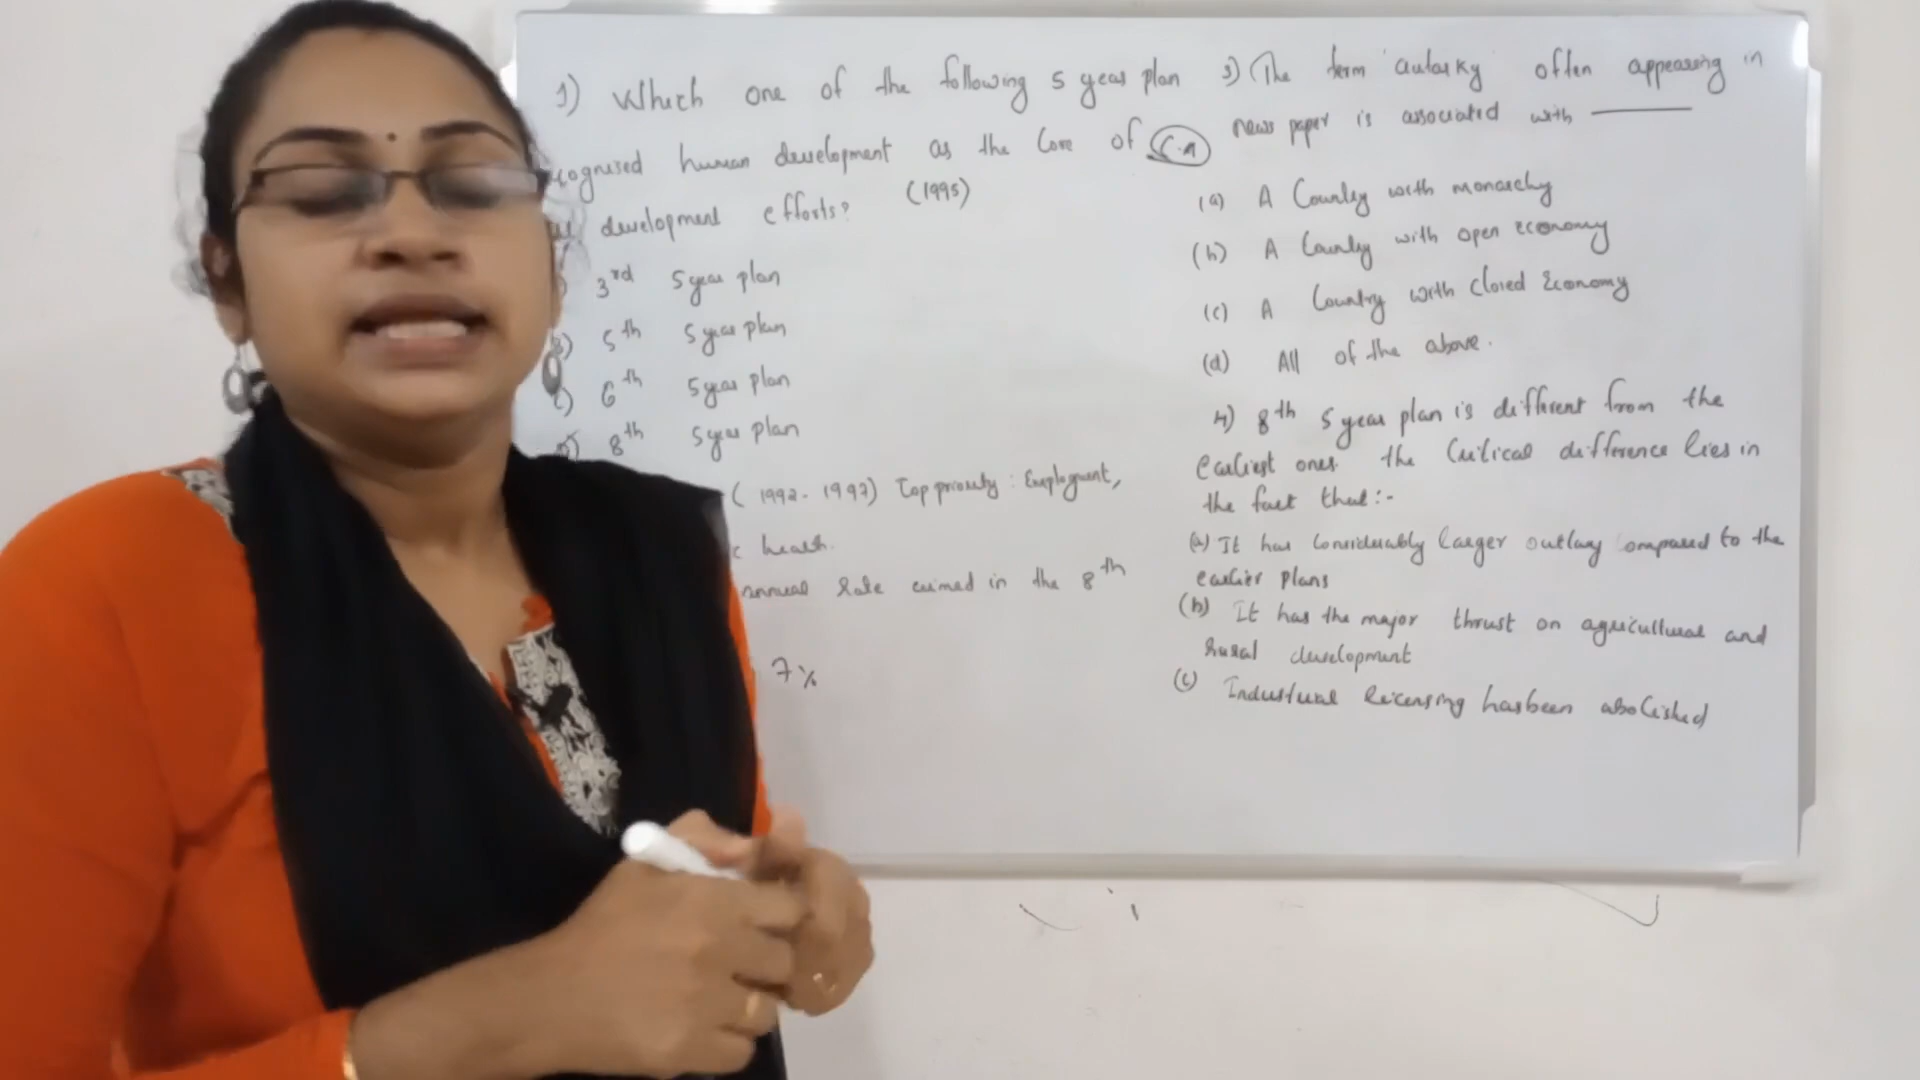 1) Which one of the following 5 year plan
cognised human development as the Core of
development efforts? (1995)
3rd 5 year plan
B) 5th 5 year plan
C) 6th 5 year plan
D) 8th 5 year plan
(1992-1997) Top priority : Employment,
c health.
annual Rate aimed in the 8th
7%
3) The term 'autarky' often appearing in
news paper is associated with
(a) A Country with monarchy
(b) A Country with open economy
(c) A Country with closed Economy
(d) All of the above.
4) 8th 5 year plan is different from the
Earliest ones. the Critical difference lies in
the fact that:-
(a) It has Considerably larger outlay compared to the
earlier plans
(b) It has the major thrust on agricultural and
Rural development
(c) Industrial licensing has been abolished